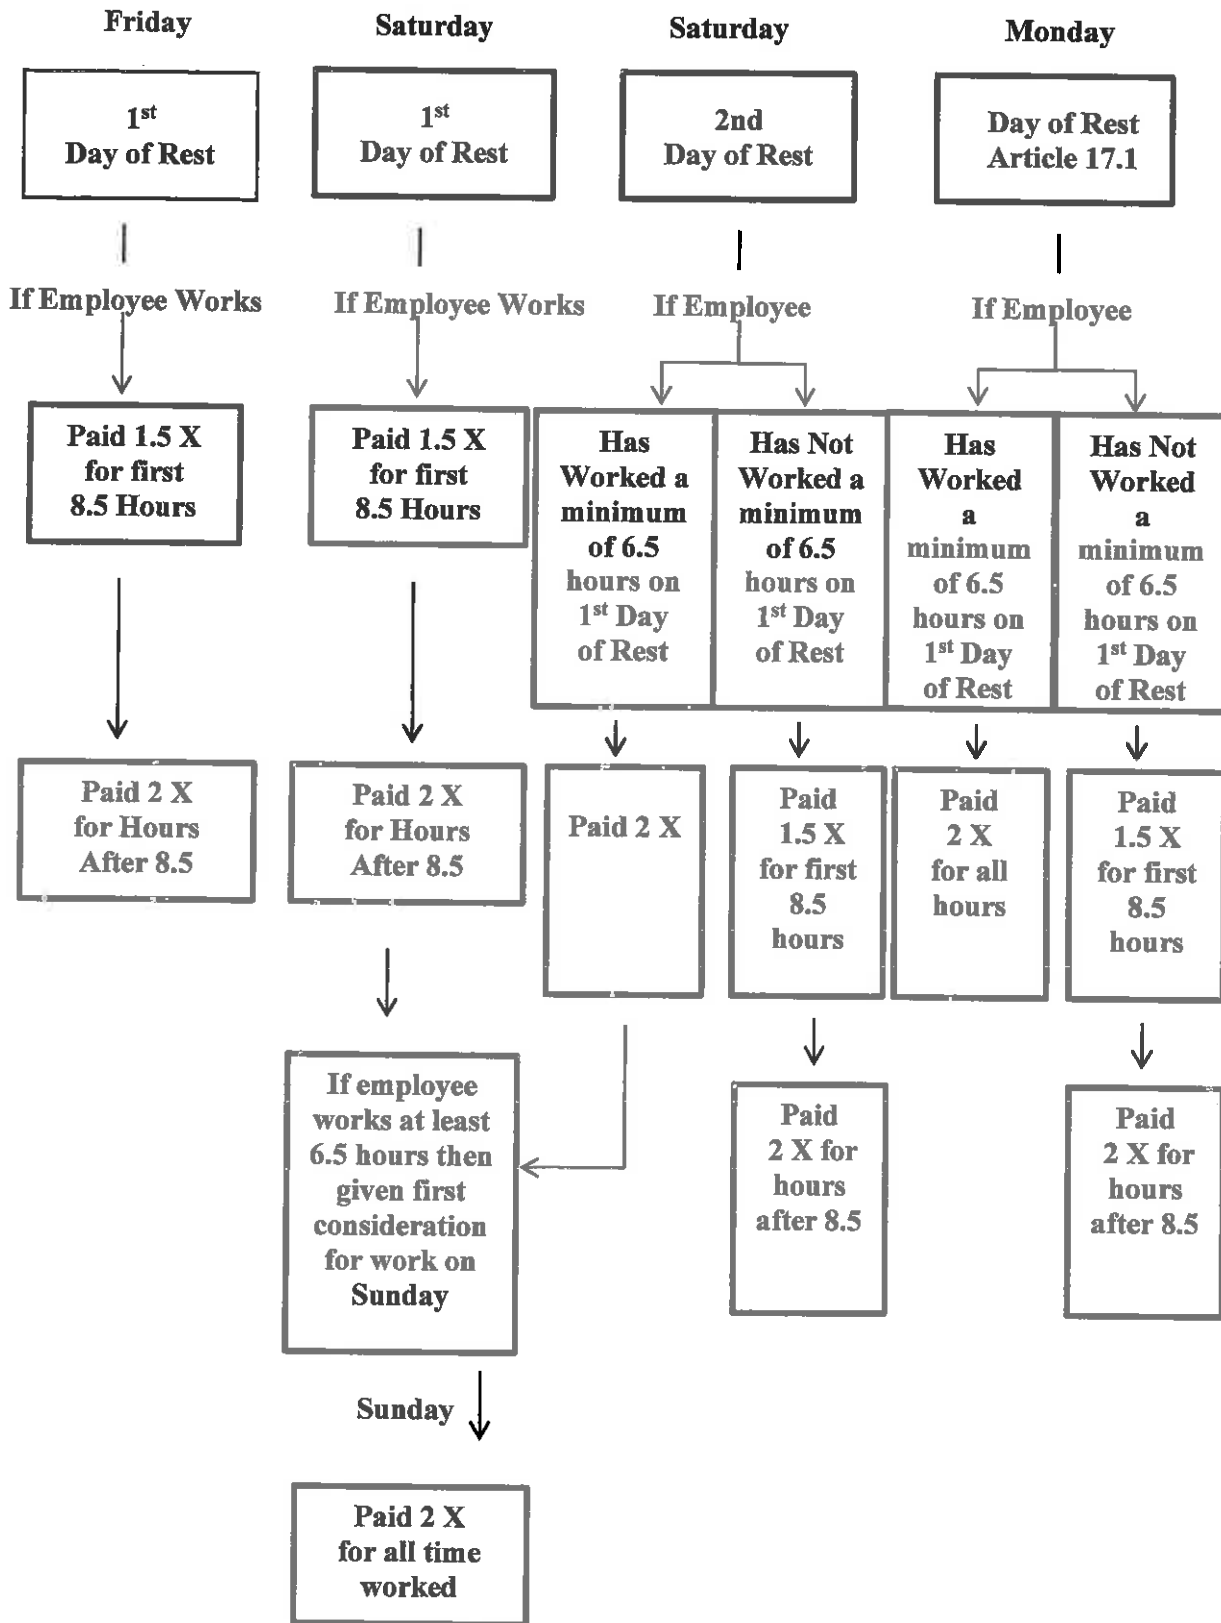 Friday
1st
Day of Rest
If Employee Works
Paid 1.5 X
for first
8.5 Hours
Paid 2 X
for Hours
After 8.5
Saturday
1st
Day of Rest
If Employee Works
Paid 1.5 X
for first
8.5 Hours
Paid 2 X
for Hours
After 8.5
If employee
works at least
6.5 hours then
given first
consideration
for work on
Sunday
Sunday
Paid 2 X
for all time
worked
Saturday
2nd
Day of Rest
If Employee
Has
Worked a
minimum
of 6.5
hours on
1st Day
of Rest
Paid 2 X
Has Not
Worked a
minimum
of 6.5
hours on
1st Day
of Rest
Paid
1.5 X
for first
8.5
hours
Paid
2 X for
hours
after 8.5
Monday
Day of Rest
Article 17.1
If Employee
Has
Worked
a
minimum
of 6.5
hours on
1st Day
of Rest
Paid
2 X
for all
hours
Has Not
Worked
a
minimum
of 6.5
hours on
1st Day
of Rest
Paid
1.5 X
for first
8.5
hours
Paid
2 X for
hours
after 8.5